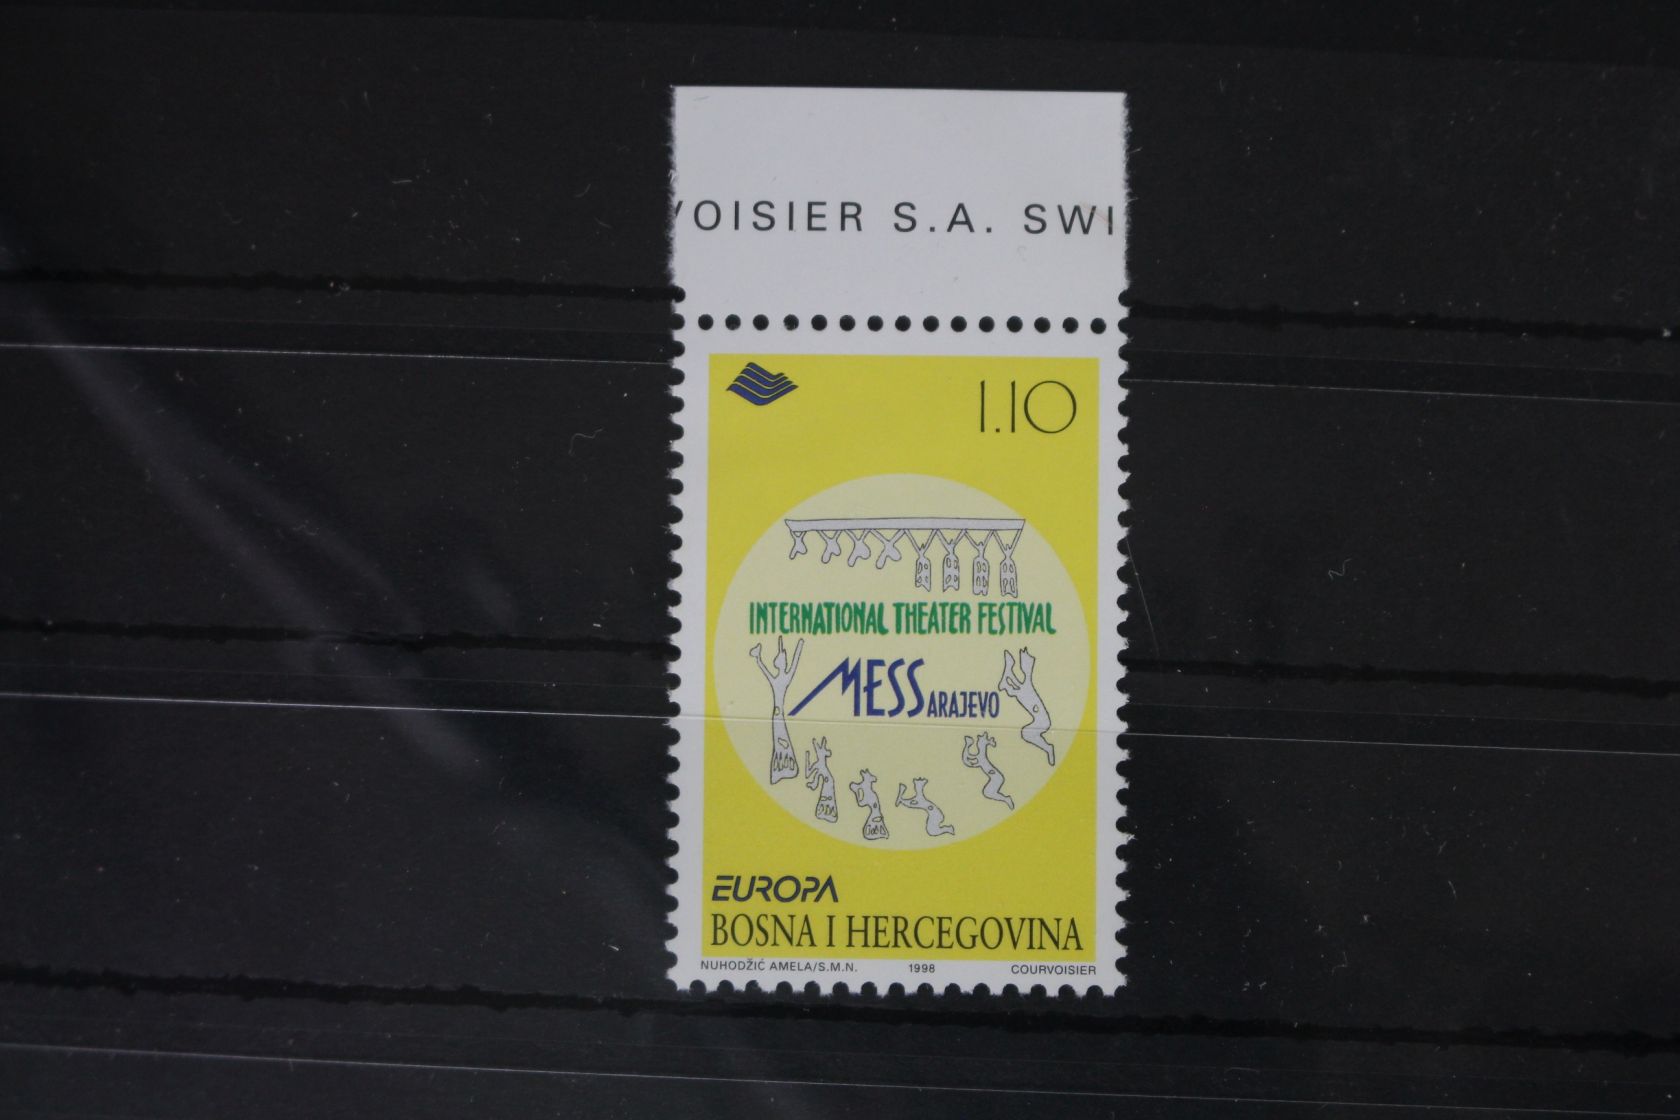 VOISIER S.A. SWI
1.10
INTERNATIONAL THEATER FESTIVAL
MESSARAJEVO
EUROPA
BOSNA I HERCEGOVINA
NUHODŽIĆ AMELA/S.M.N. 1998 COURVOISIER